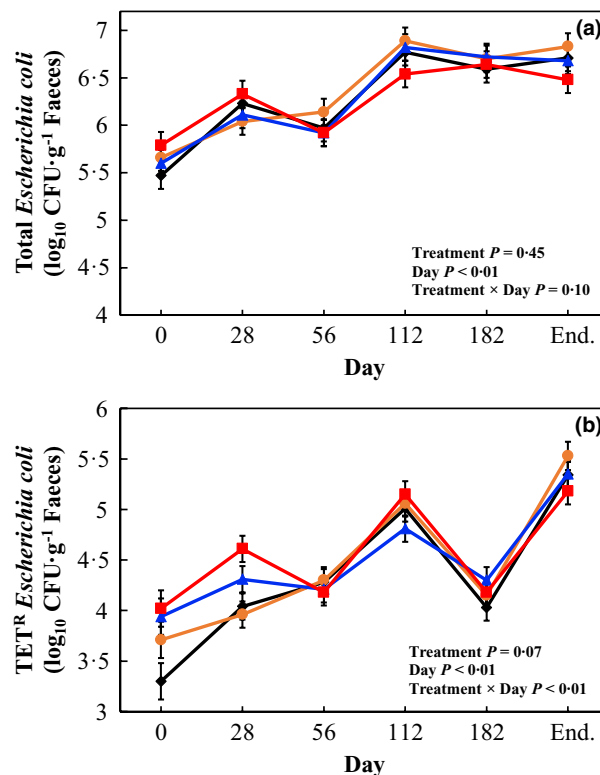 (a)
Total Escherichia coli
(log₁₀ CFU·g⁻¹ Faeces)
7
6·5
6
5·5
5
4·5
4
Treatment P = 0·45
Day P < 0·01
Treatment × Day P = 0·10
0 28 56 112 182 End.
Day
(b)
TETᴿ Escherichia coli
(log₁₀ CFU·g⁻¹ Faeces)
6
5·5
5
4·5
4
3·5
3
Treatment P = 0·07
Day P < 0·01
Treatment × Day P < 0·01
0 28 56 112 182 End.
Day